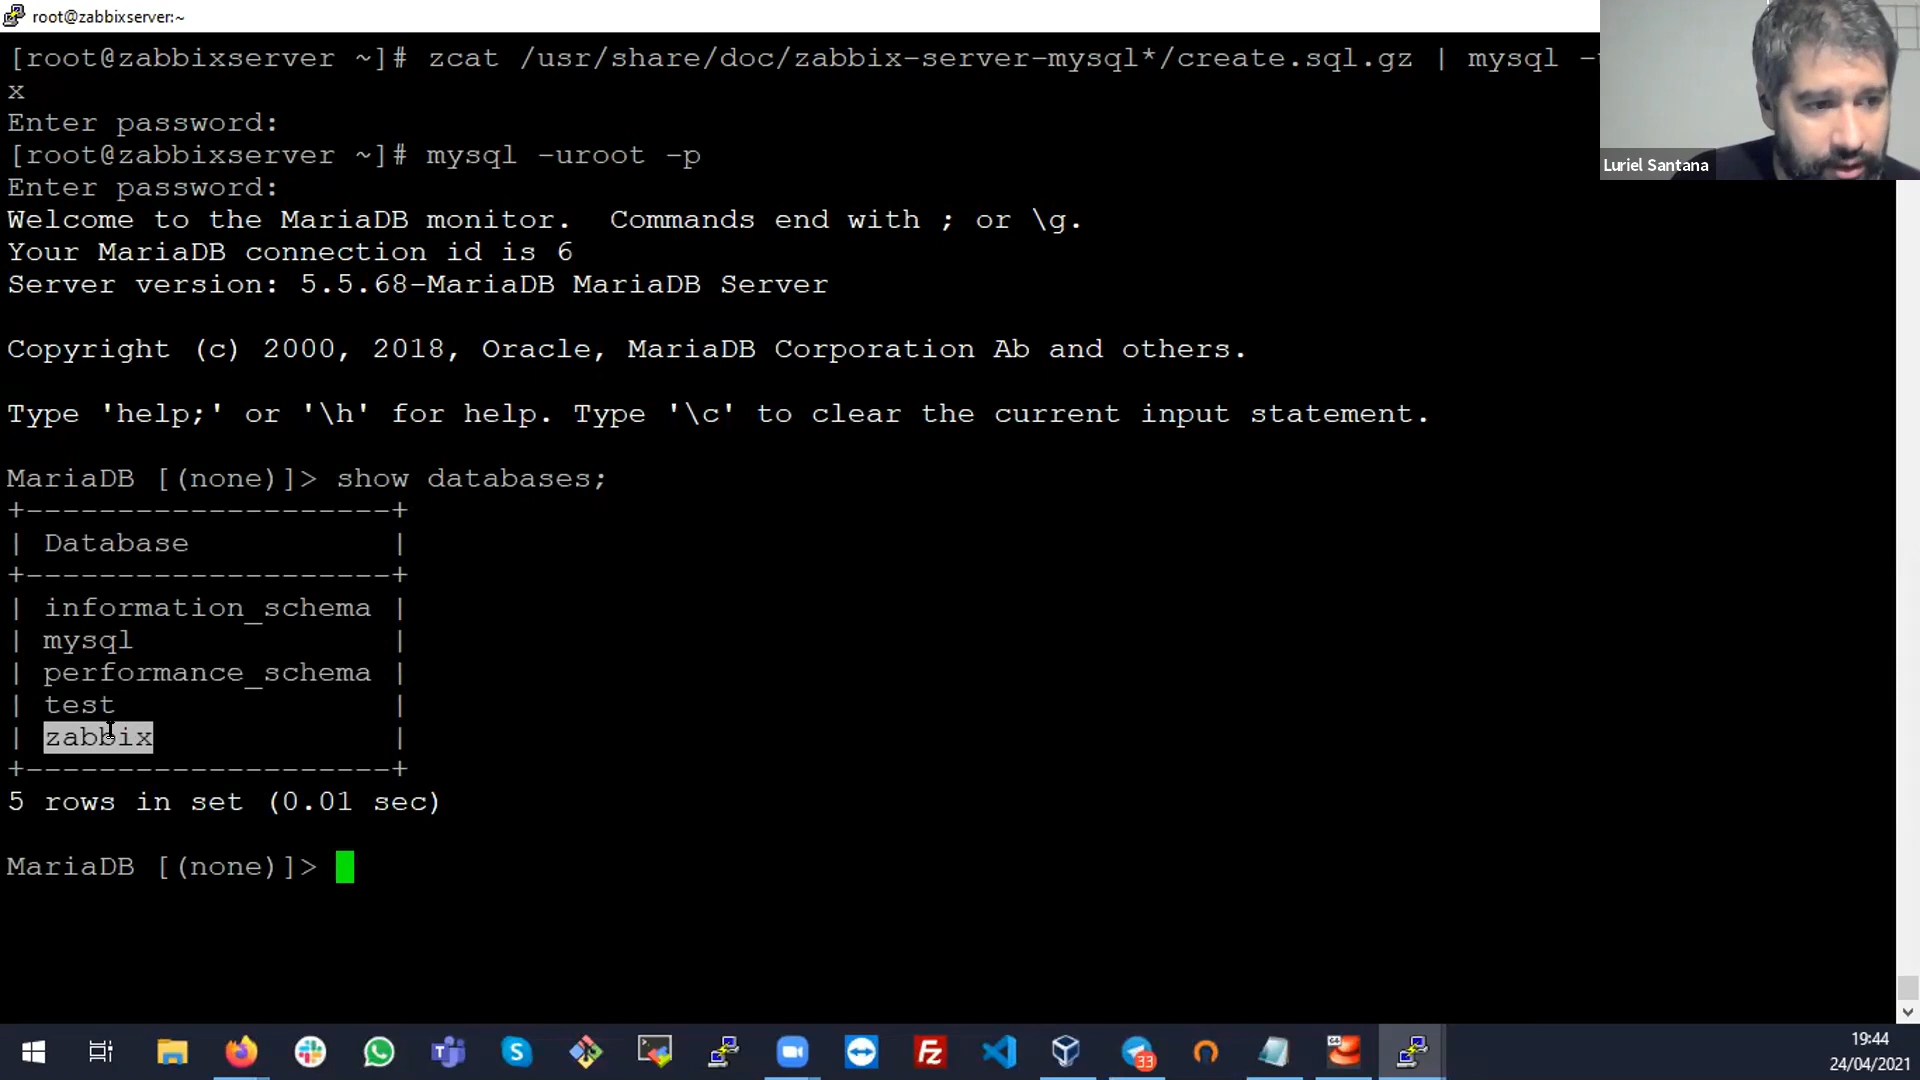 root@zabbixserver:~
[root@zabbixserver ~]# zcat /usr/share/doc/zabbix-server-mysql*/create.sql.gz | mysql -
x
Enter password:
[root@zabbixserver ~]# mysql -uroot -p
Enter password:
Welcome to the MariaDB monitor.  Commands end with ; or \g.
Your MariaDB connection id is 6
Server version: 5.5.68-MariaDB MariaDB Server
Copyright (c) 2000, 2018, Oracle, MariaDB Corporation Ab and others.
Type 'help;' or '\h' for help. Type '\c' to clear the current input statement.
MariaDB [(none)]> show databases;
+--------------------+
| Database           |
+--------------------+
| information_schema |
| mysql              |
| performance_schema |
| test               |
| zabbix             |
+--------------------+
5 rows in set (0.01 sec)
MariaDB [(none)]>
Luriel Santana
33
19:44
24/04/2021